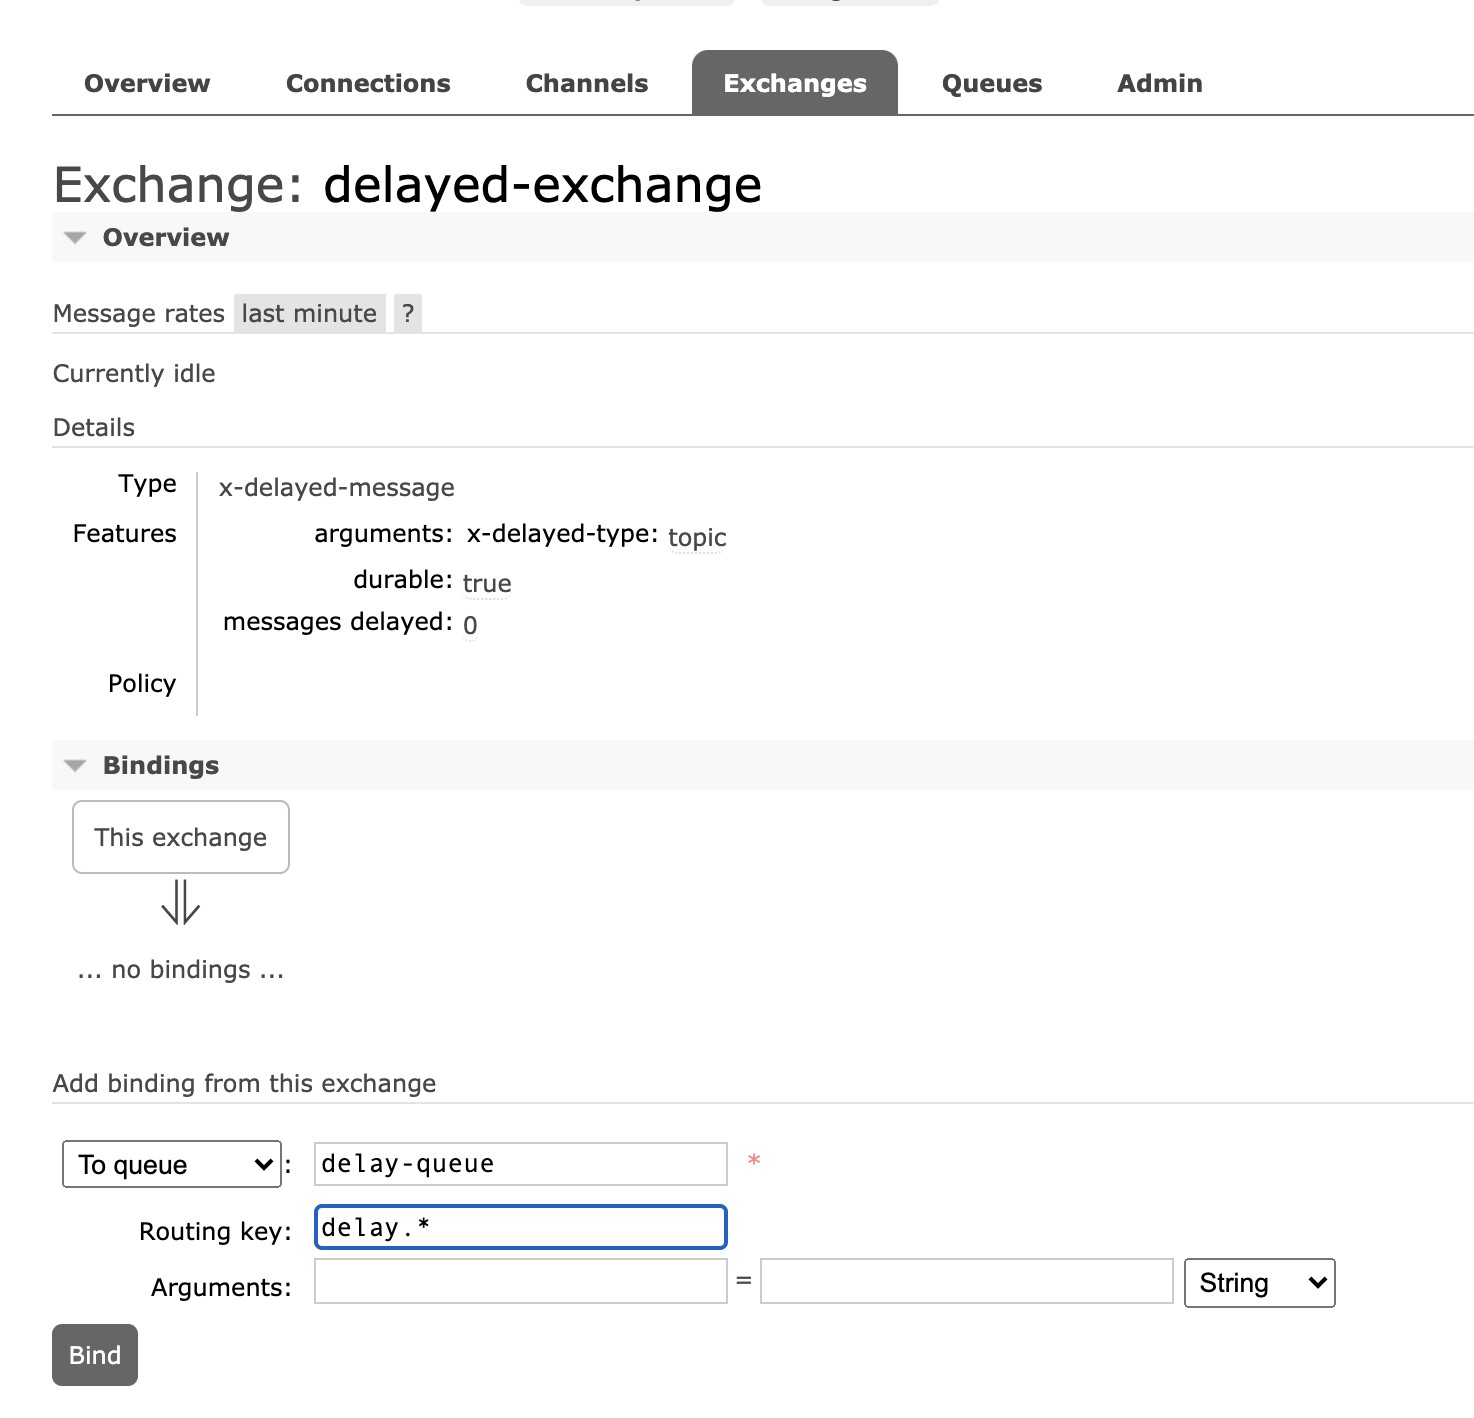 Overview Connections Channels Exchanges Queues Admin
Exchange: delayed-exchange
Overview
Message rates last minute ?
Currently idle
Details
Type x-delayed-message
Features arguments: x-delayed-type: topic
durable: true
messages delayed: 0
Policy
Bindings
This exchange
⇓
... no bindings ...
Add binding from this exchange
To queue : delay-queue *
Routing key: delay.*
Arguments: = String
Bind